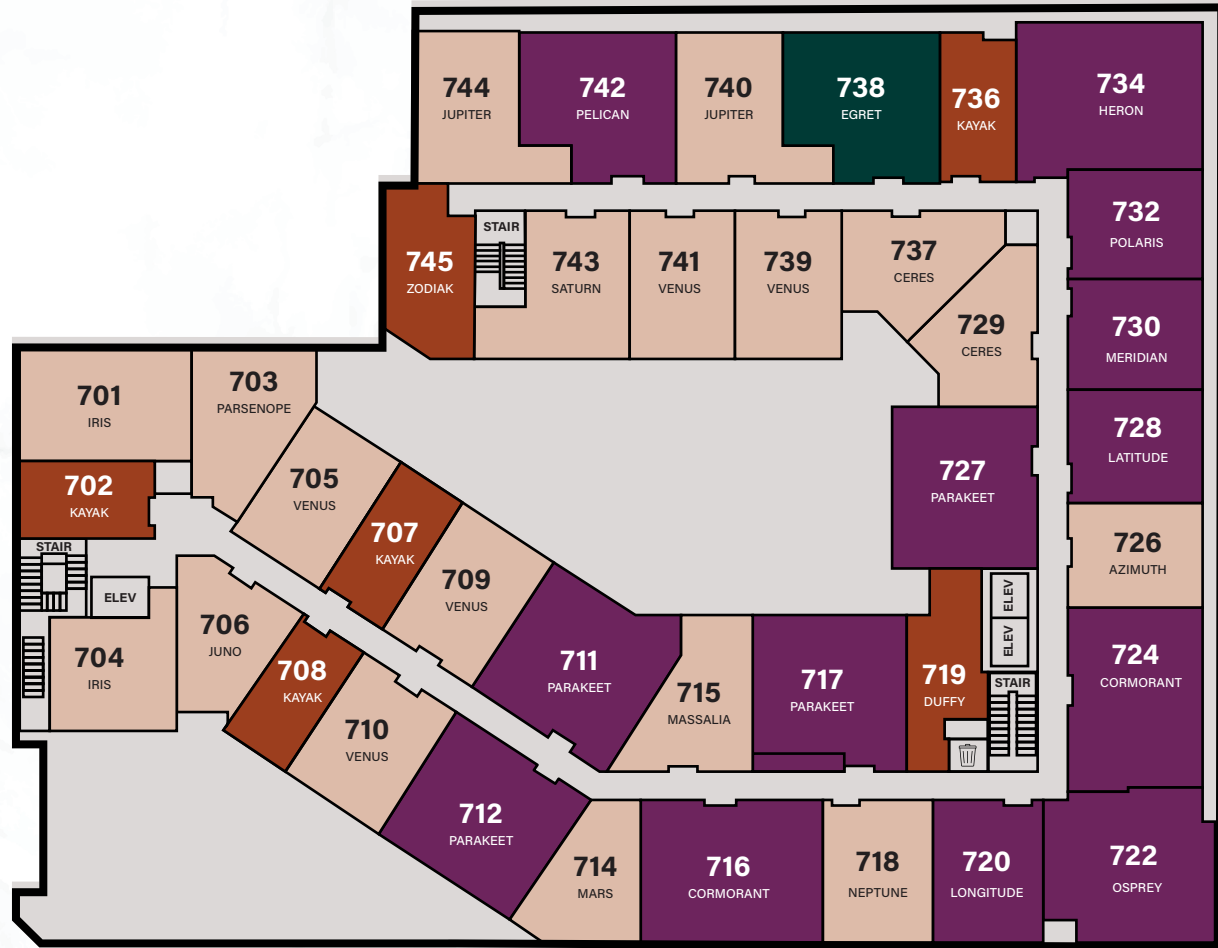 744
JUPITER
742
PELICAN
740
JUPITER
738
EGRET
736
KAYAK
734
HERON
732
POLARIS
745
ZODIAK
STAIR
743
SATURN
741
VENUS
739
VENUS
737
CERES
729
CERES
730
MERIDIAN
701
IRIS
703
PARSENOPE
728
LATITUDE
702
KAYAK
705
VENUS
707
KAYAK
727
PARAKEET
726
AZIMUTH
STAIR
ELEV
709
VENUS
ELEV
ELEV
704
IRIS
706
JUNO
708
KAYAK
711
PARAKEET
715
MASSALIA
717
PARAKEET
719
DUFFY
STAIR
724
CORMORANT
710
VENUS
712
PARAKEET
714
MARS
716
CORMORANT
718
NEPTUNE
720
LONGITUDE
722
OSPREY